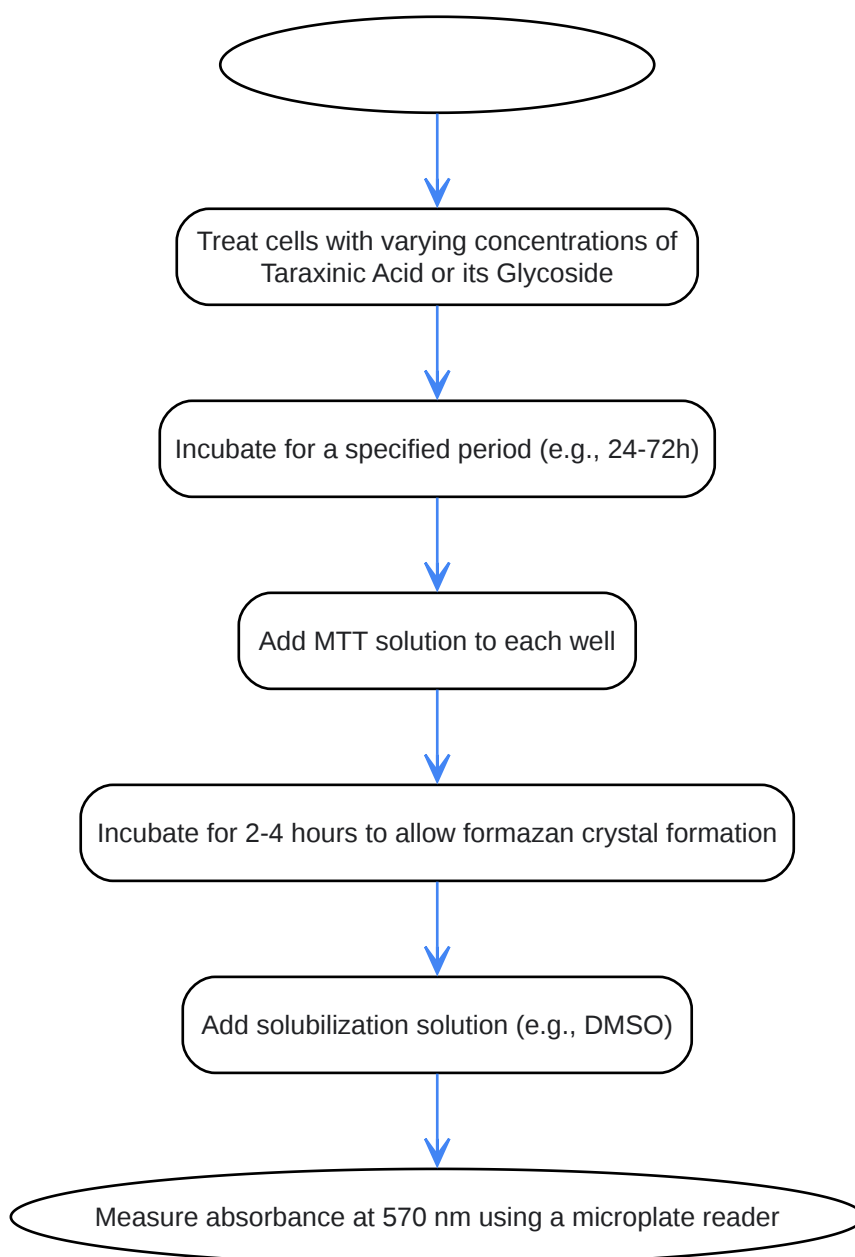 Treat cells with varying concentrations of
Taraxinic Acid or its Glycoside
Incubate for a specified period (e.g., 24-72h)
Add MTT solution to each well
Incubate for 2-4 hours to allow formazan crystal formation
Add solubilization solution (e.g., DMSO)
Measure absorbance at 570 nm using a microplate reader